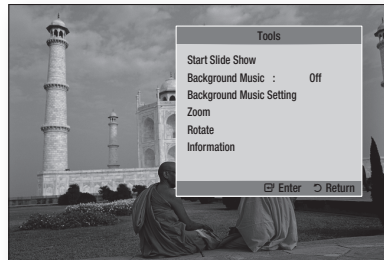 Tools
Start Slide Show
Background Music : Off
Background Music Setting
Zoom
Rotate
Information
Enter Return